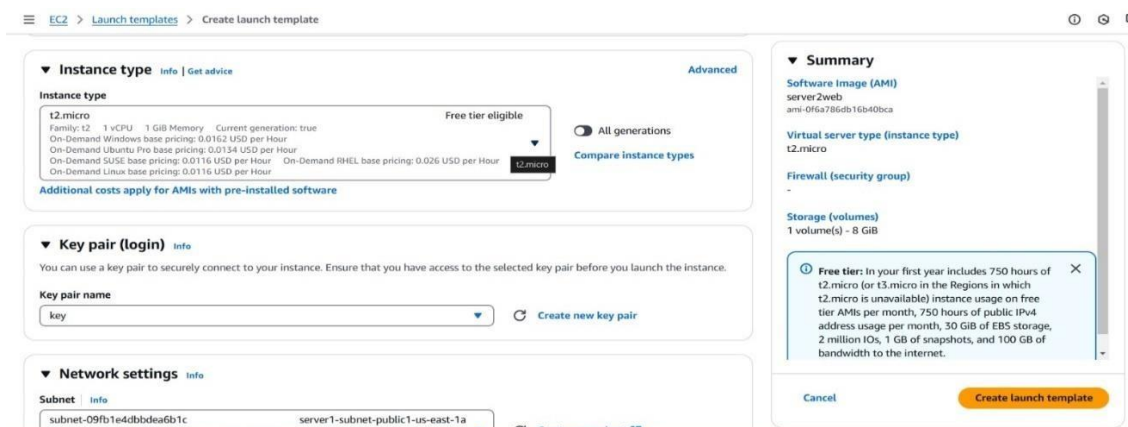 EC2 > Launch templates > Create launch template
▼ Instance type Info | Get advice
Advanced
Instance type
t2.micro Free tier eligible
Family: t2 1 vCPU 1 GiB Memory Current generation: true
On-Demand Windows base pricing: 0.0162 USD per Hour
On-Demand Ubuntu Pro base pricing: 0.0134 USD per Hour
On-Demand SUSE base pricing: 0.0116 USD per Hour On-Demand RHEL base pricing: 0.026 USD per Hour
On-Demand Linux base pricing: 0.0116 USD per Hour
t2.micro
All generations
Compare instance types
Additional costs apply for AMIs with pre-installed software
▼ Key pair (login) Info
You can use a key pair to securely connect to your instance. Ensure that you have access to the selected key pair before you launch the instance.
Key pair name
key
Create new key pair
▼ Network settings Info
Subnet Info
subnet-09fb1e4dbbdea6b1c server1-subnet-public1-us-east-1a
▼ Summary
Software Image (AMI)
server2web
ami-0f6a786db16b40bca
Virtual server type (instance type)
t2.micro
Firewall (security group)
-
Storage (volumes)
1 volume(s) - 8 GiB
Free tier: In your first year includes 750 hours of
t2.micro (or t3.micro in the Regions in which
t2.micro is unavailable) instance usage on free
tier AMIs per month, 750 hours of public IPv4
address usage per month, 30 GiB of EBS storage,
2 million IOs, 1 GB of snapshots, and 100 GB of
bandwidth to the internet.
Cancel
Create launch template